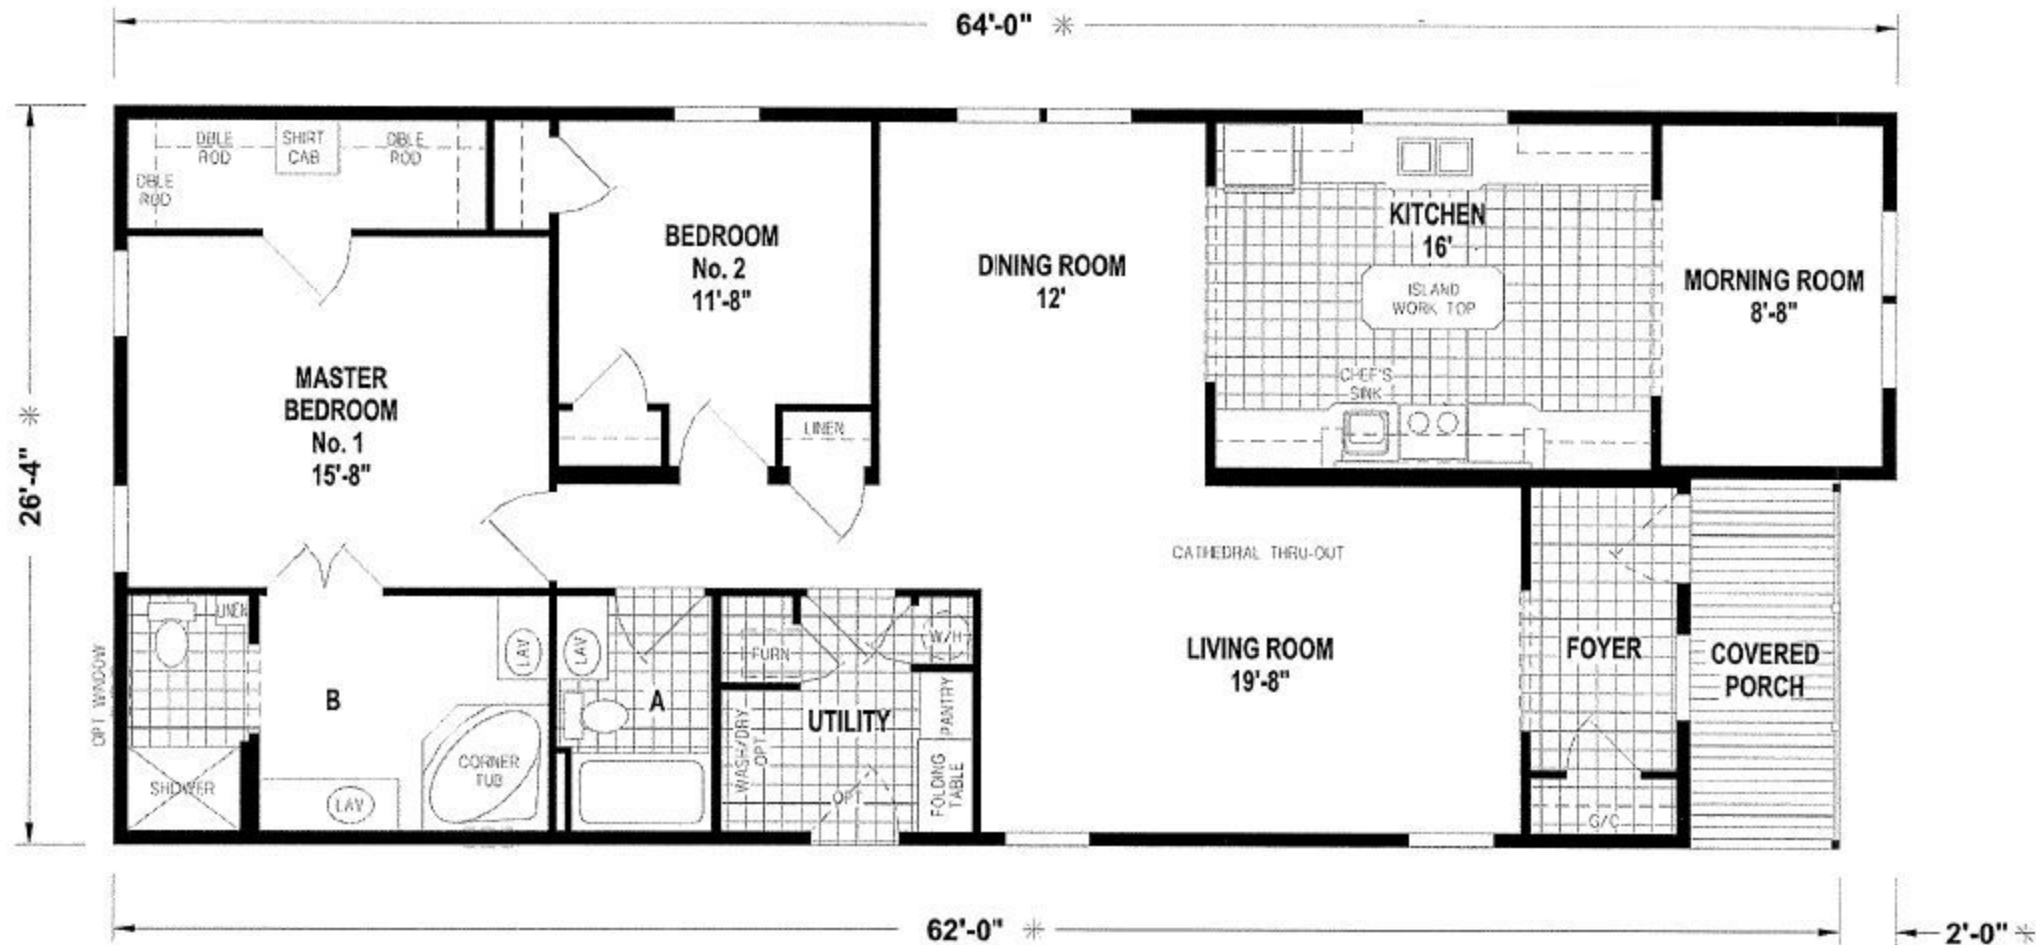 64'-0" *
DBLE
ROD
SHIRT
CAB
DBLE
ROD
DBLE
ROD
BEDROOM
No. 2
11'-8"
DINING ROOM
12'
KITCHEN
16'
ISLAND
WORK TOP
CHEF'S
SINK
MORNING ROOM
8'-8"
26'-4" *
MASTER
BEDROOM
No. 1
15'-8"
LINEN
CATHEDRAL THRU-OUT
OPT WINDOW
LINEN
LAV
LAV
B
A
FURN
W/H
UTILITY
PANTRY
WASH/DRY
OPT
FOLDING
TABLE
OPT
LIVING ROOM
19'-8"
FOYER
COVERED
PORCH
SHOWER
LAV
CORNER
TUB
G/C
62'-0" *
2'-0" *